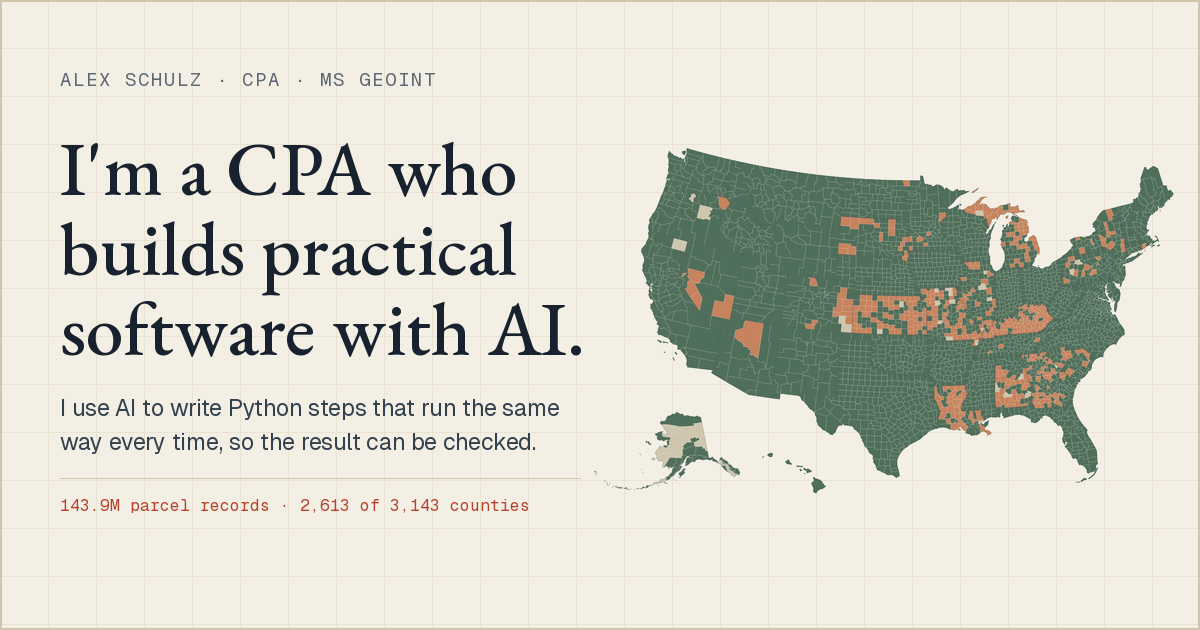 ALEX SCHULZ · CPA · MS GEOINT
I'm a CPA who
builds practical
software with AI.
I use AI to write Python steps that run the same
way every time, so the result can be checked.
143.9M parcel records · 2,613 of 3,143 counties